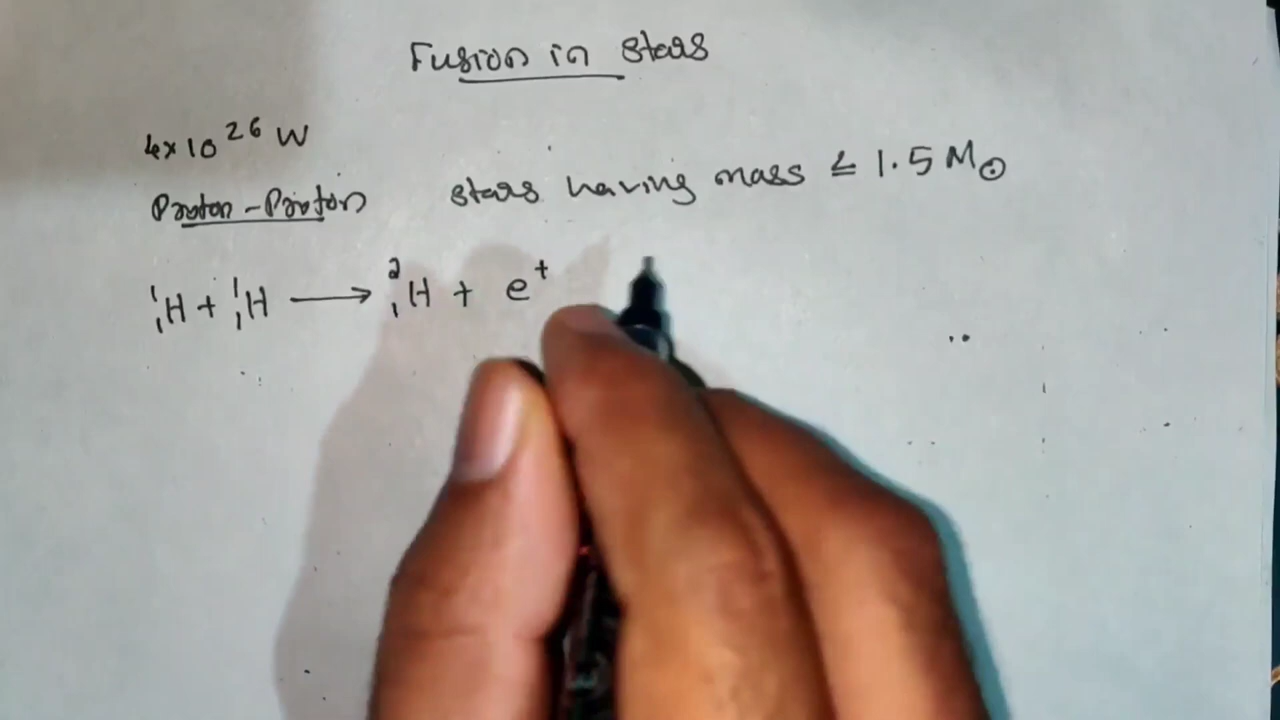 Fusion in stars
4×10²⁶ W
Proton-Proton stars having mass ≤ 1.5 M☉
¹₁H + ¹₁H ⟶ ²₁H + e⁺